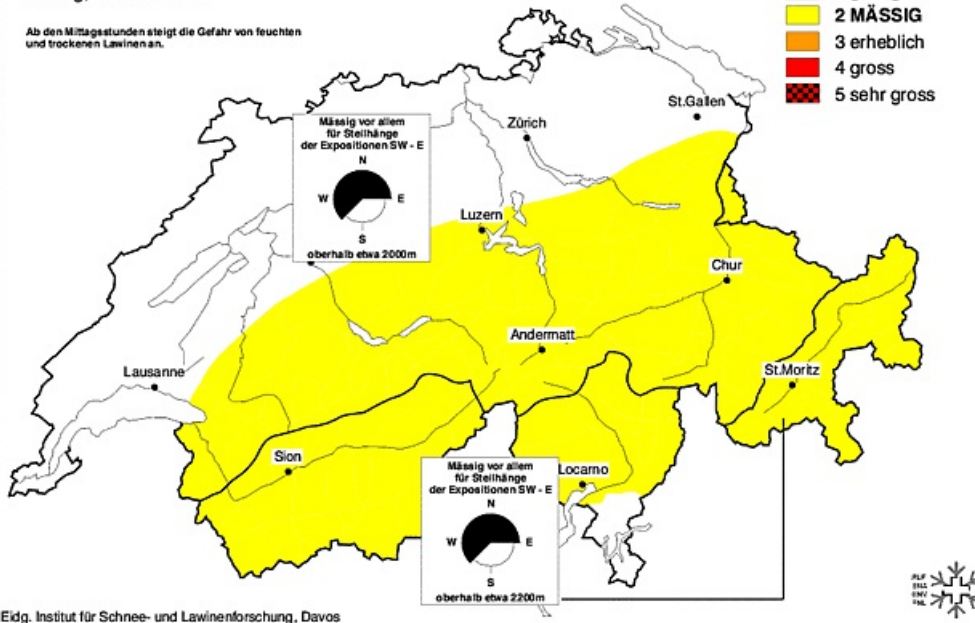 Ab den Mittagsstunden steigt die Gefahr von feuchten
und trockenen Lawinen an.
2 MÄSSIG
3 erheblich
4 gross
5 sehr gross
St.Gallen
Zürich
Mässig vor allem
für Steilhänge
der Expositionen SW - E
N
W E
S
oberhalb etwa 2000m
Luzern
Chur
Andermatt
Lausanne
St.Moritz
Sion
Locarno
Mässig vor allem
für Steilhänge
der Expositionen SW - E
N
W E
S
oberhalb etwa 2200m
Eidg. Institut für Schnee- und Lawinenforschung, Davos